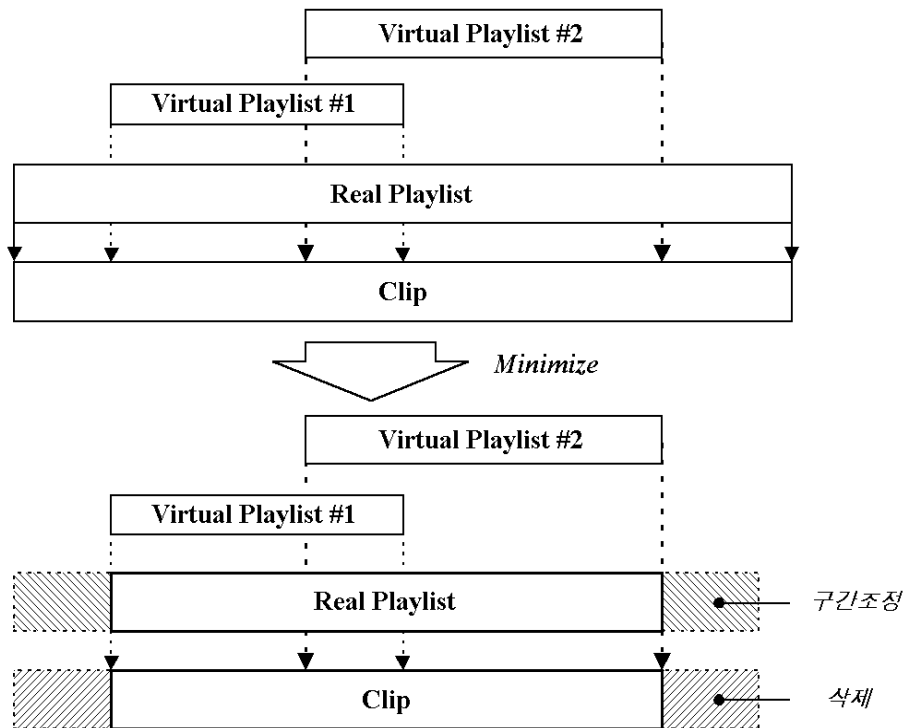 Virtual Playlist #2
Virtual Playlist #1
Real Playlist
Clip
Minimize
Virtual Playlist #2
Virtual Playlist #1
Real Playlist
구간조정
Clip
삭제